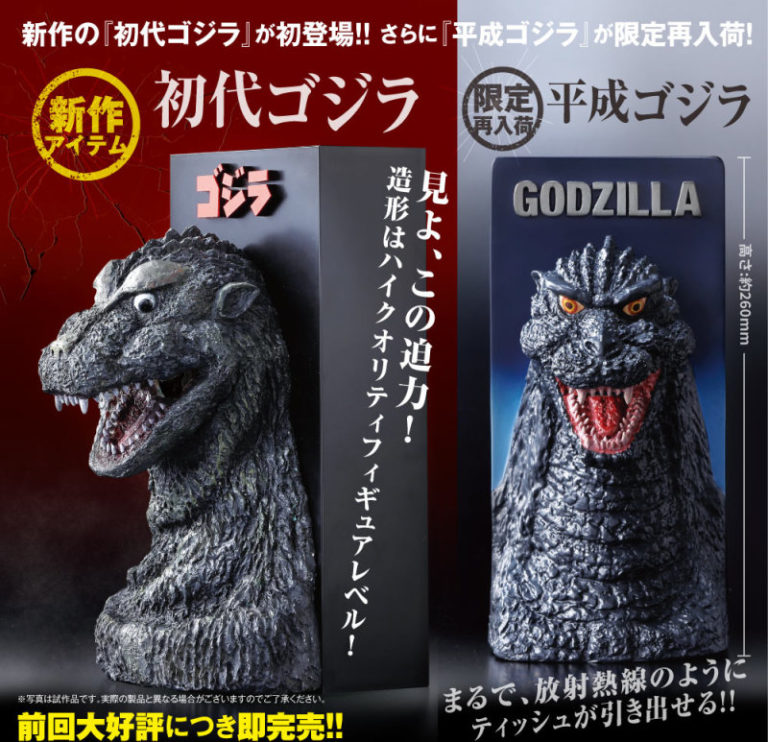 新作の『初代ゴジラ』が初登場!! さらに『平成ゴジラ』が限定再入荷!
新作
アイテム
初代ゴジラ
限定
再入荷
平成ゴジラ
ゴジラ
GODZILLA
見よ、この迫力!
造形はハイクオリティフィギュアレベル!
高さ:約260mm
※写真は試作品です。実際の製品と異なる場合がございますのでご了承ください。
前回大好評につき即完売!!
まるで、放射熱線のように
ティッシュが引き出せる!!